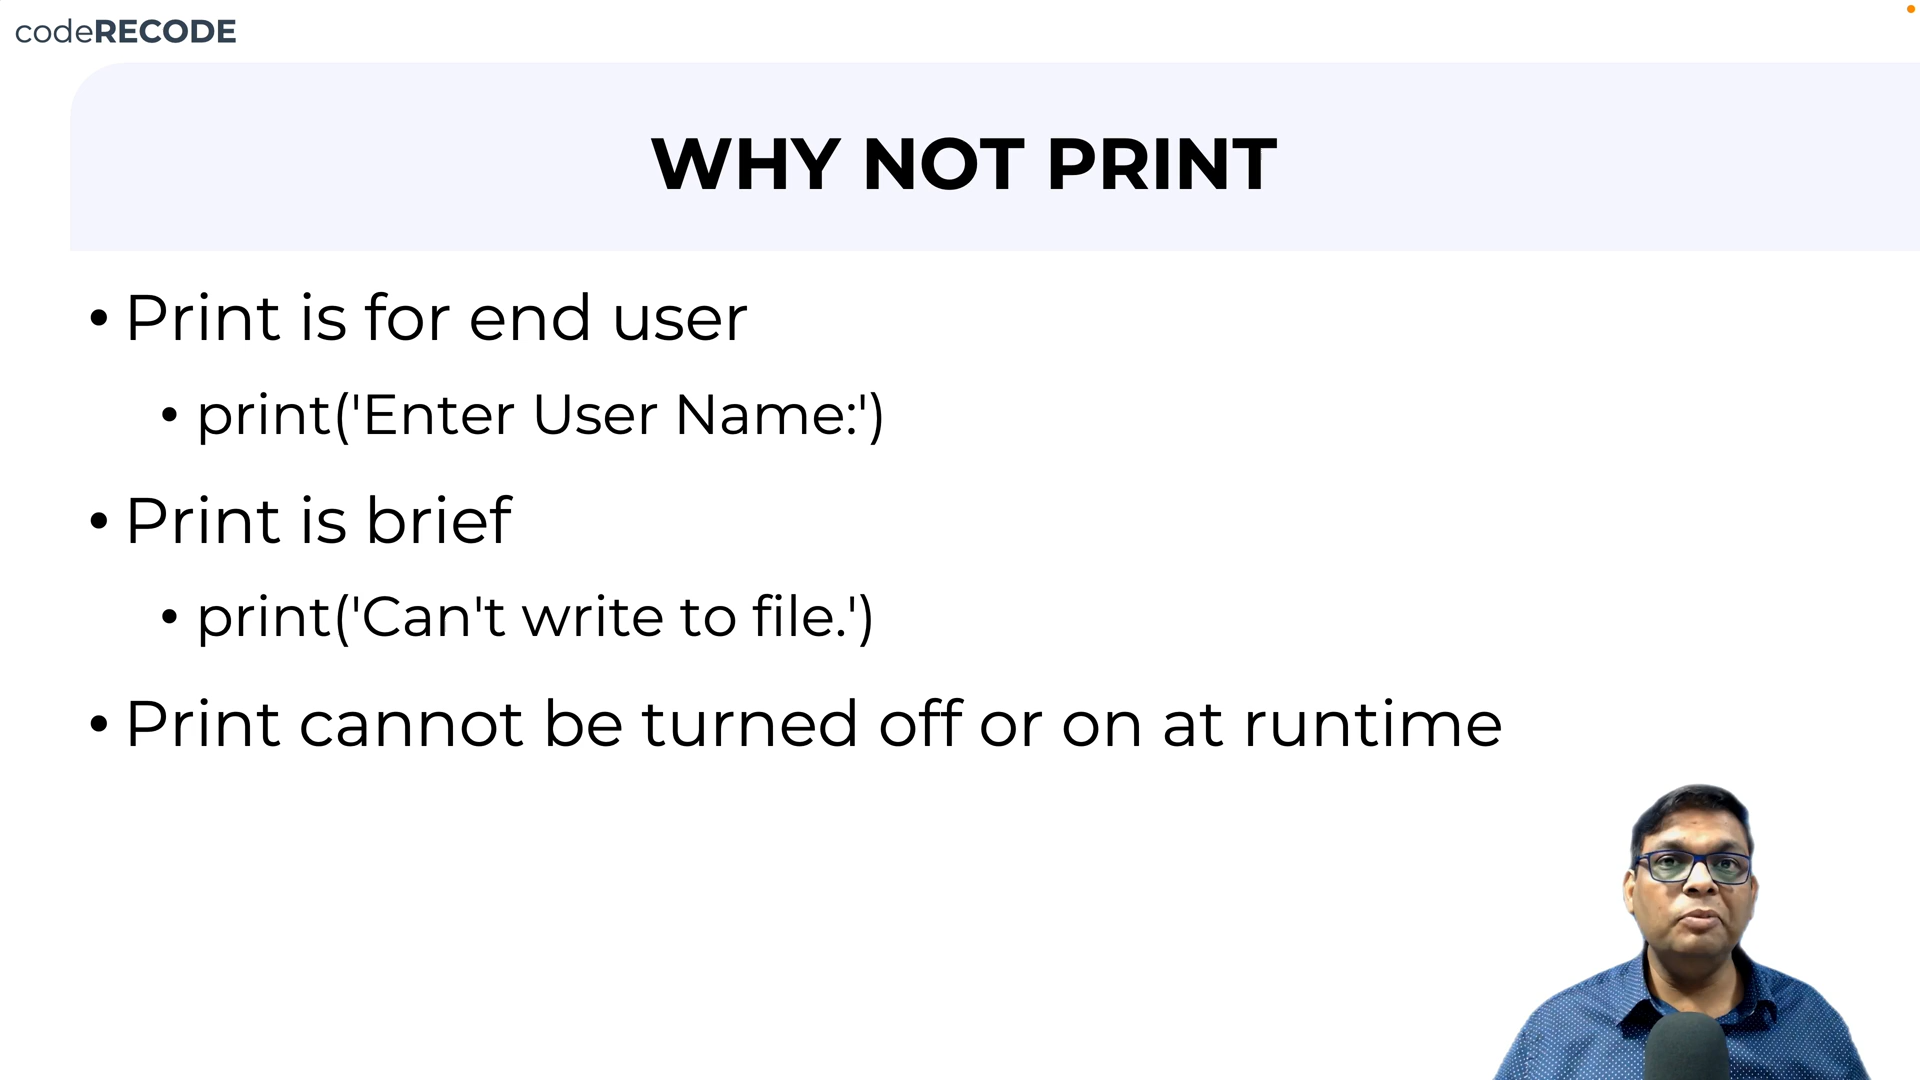 codeRECODE
WHY NOT PRINT
• Print is for end user
• print('Enter User Name:')
• Print is brief
• print('Can't write to file.')
• Print cannot be turned off or on at runtime